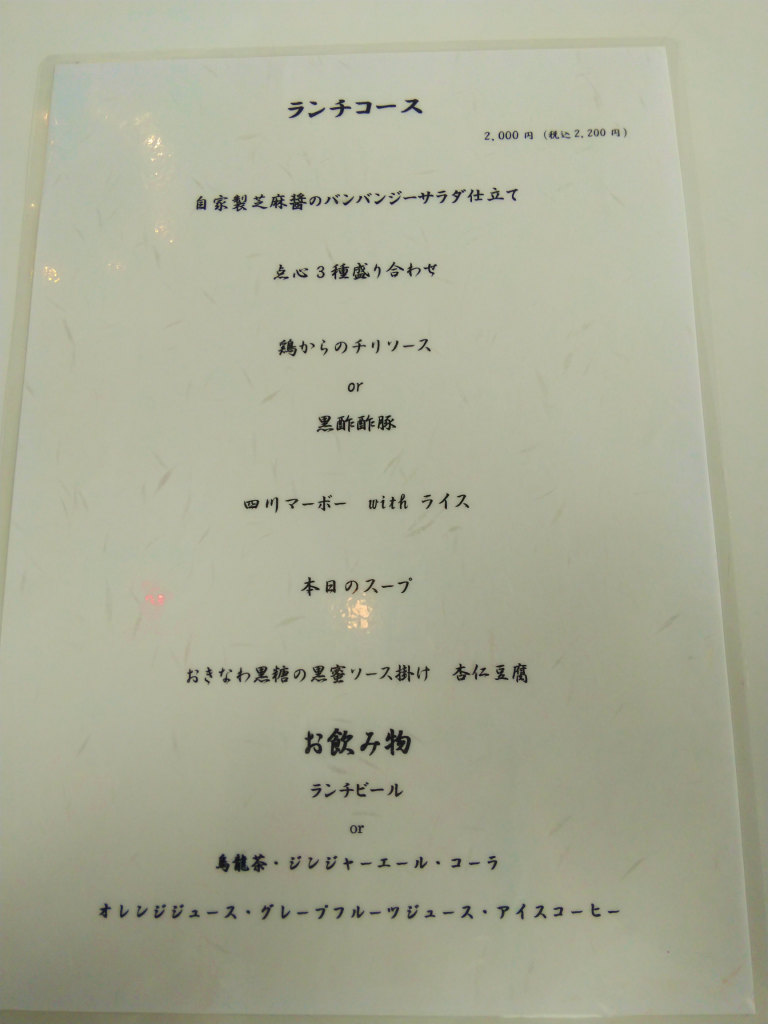 ランチコース
2,000円（税込2,200円）
自家製芝麻醤のバンバンジーサラダ仕立て
点心3種盛り合わせ
鶏からのチリソース
or
黒酢酢豚
四川マーボー　with ライス
本日のスープ
おきなわ黒糖の黒蜜ソース掛け　杏仁豆腐
お飲み物
ランチビール
or
烏龍茶・ジンジャーエール・コーラ
オレンジジュース・グレープフルーツジュース・アイスコーヒー